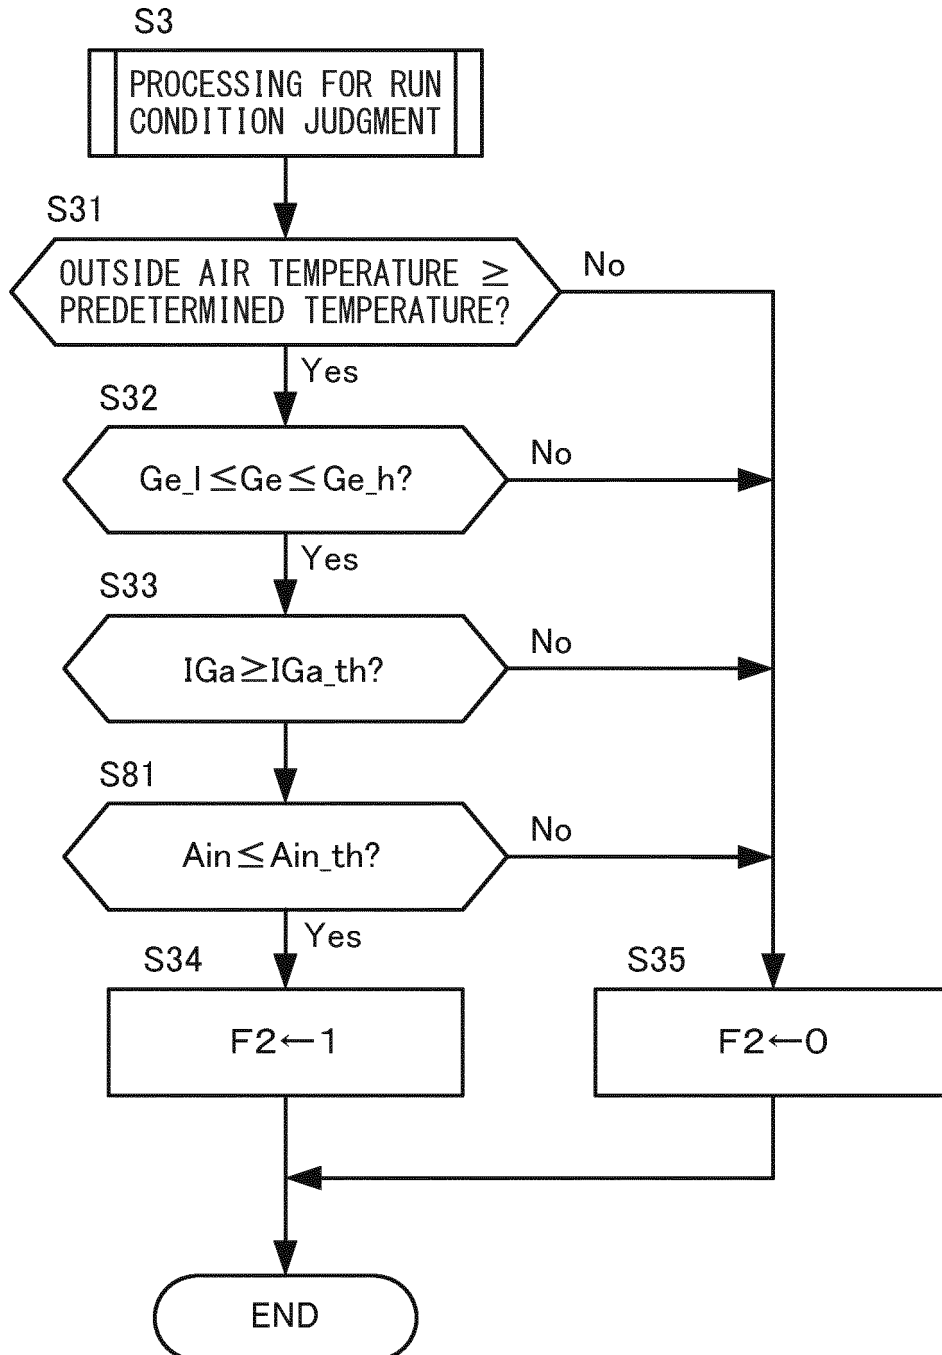 S3
PROCESSING FOR RUN
CONDITION JUDGMENT
S31
OUTSIDE AIR TEMPERATURE ≥
PREDETERMINED TEMPERATURE?
No
Yes
S32
Ge_l≤Ge≤Ge_h?
No
Yes
S33
IGa≥IGa_th?
No
S81
Ain≤Ain_th?
No
Yes
S34
F2←1
S35
F2←0
END